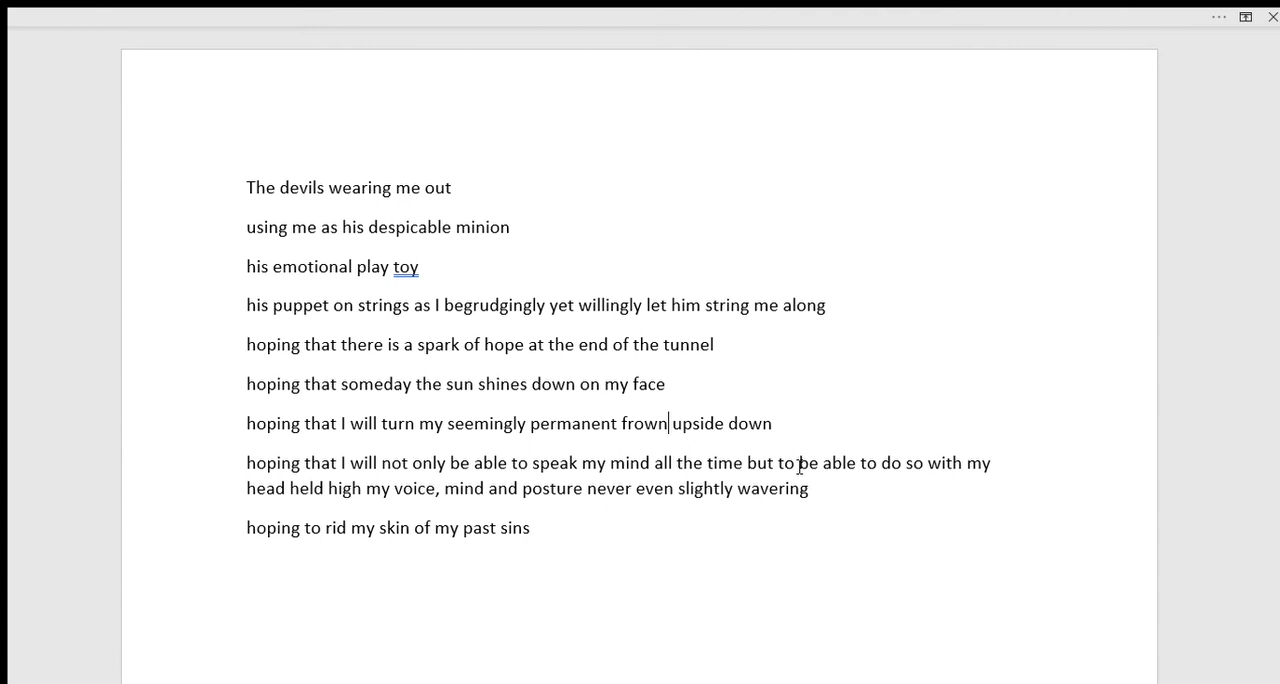 The devils wearing me out
using me as his despicable minion
his emotional play toy
his puppet on strings as I begrudgingly yet willingly let him string me along
hoping that there is a spark of hope at the end of the tunnel
hoping that someday the sun shines down on my face
hoping that I will turn my seemingly permanent frown upside down
hoping that I will not only be able to speak my mind all the time but to be able to do so with my
head held high my voice, mind and posture never even slightly wavering
hoping to rid my skin of my past sins